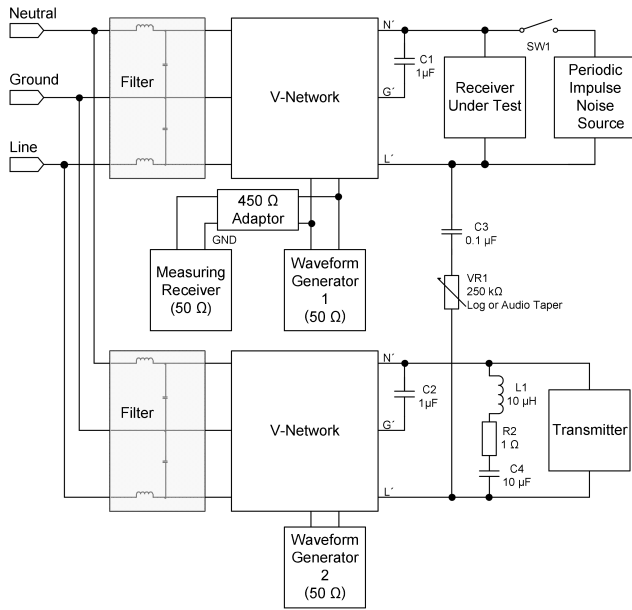 Neutral
Ground
Line
Filter
V-Network
N´
G´
L´
C1
1µF
SW1
Receiver
Under Test
Periodic
Impulse
Noise
Source
450 Ω
Adaptor
GND
Measuring
Receiver
(50 Ω)
Waveform
Generator
1
(50 Ω)
C3
0.1 µF
VR1
250 kΩ
Log or Audio Taper
Filter
V-Network
N´
G´
L´
C2
1µF
L1
10 µH
R2
1 Ω
C4
10 µF
Transmitter
Waveform
Generator
2
(50 Ω)